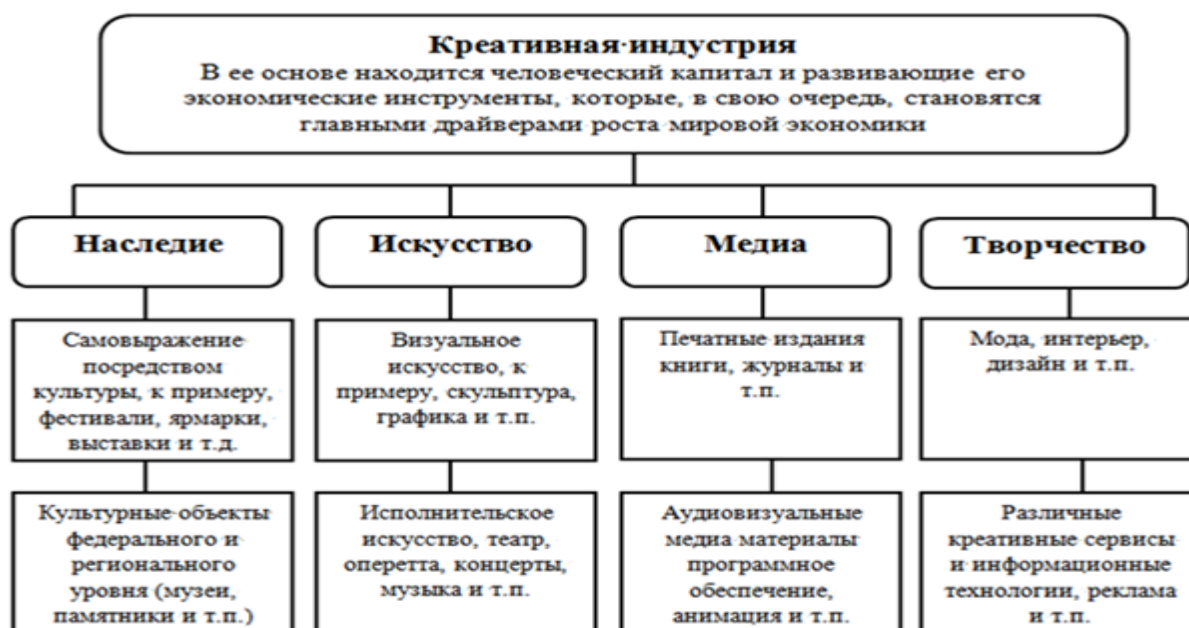 Креативная индустрия
В ее основе находится человеческий капитал и развивающие его
экономические инструменты, которые, в свою очередь, становятся
главными драйверами роста мировой экономики
Наследие
Искусство
Медиа
Творчество
Самовыражение
посредством
культуры, к примеру,
фестивали, ярмарки,
выставки и т.д.
Визуальное
искусство, к
примеру, скульптура,
графика и т.п.
Печатные издания
книги, журналы и
т.п.
Мода, интерьер,
дизайн и т.п.
Культурные объекты
федерального и
регионального
уровня (музеи,
памятники и т.п.)
Исполнительское
искусство, театр,
оперетта, концерты,
музыка и т.п.
Аудиовизуальные
медиа материалы
программное
обеспечение,
анимация и т.п.
Различные
креативные сервисы
и информационные
технологии, реклама
и т.п.